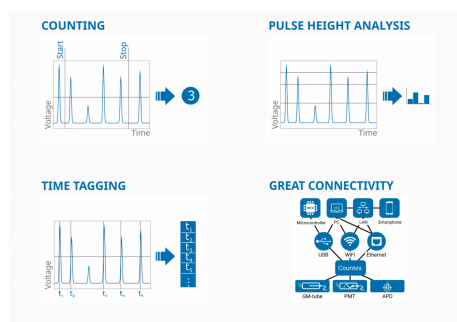 COUNTING
Start
Stop
Voltage
Time
3
PULSE HEIGHT ANALYSIS
Voltage
Time
TIME TAGGING
Voltage
t₁ t₂ t₃ t₄ t₅
t₁
t₂
t₃
t₄
t₅
...
GREAT CONNECTIVITY
Microcontroller PC LAN Smartphone
USB WiFi Ethernet
Countex
GM-tube PMT APD